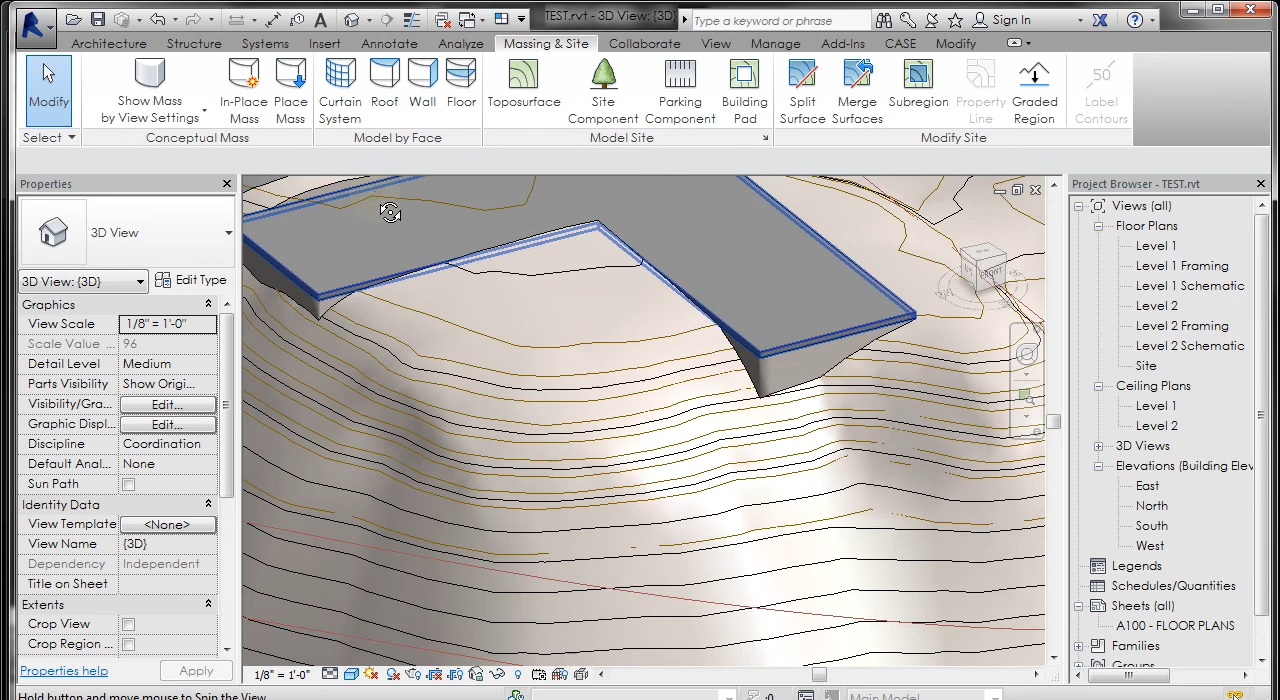 TEST.rvt - 3D View: {3D}
Type a keyword or phrase
Sign In
Architecture Structure Systems Insert Annotate Analyze Massing & Site Collaborate View Manage Add-Ins CASE Modify
Modify
Show Mass
by View Settings
In-Place
Mass
Place
Mass
Curtain
System
Roof
Wall
Floor
Toposurface
Site
Component
Parking
Component
Building
Pad
Split
Surface
Merge
Surfaces
Subregion
Property
Line
Graded
Region
50
Label
Contours
Select
Conceptual Mass
Model by Face
Model Site
Modify Site
Properties
3D View
3D View: {3D}
Edit Type
Graphics
View Scale 1/8" = 1'-0"
Scale Value ... 96
Detail Level Medium
Parts Visibility Show Origi...
Visibility/Gra... Edit...
Graphic Displ... Edit...
Discipline Coordination
Default Anal... None
Sun Path
Identity Data
View Template <None>
View Name {3D}
Dependency Independent
Title on Sheet
Extents
Crop View
Crop Region ...
Properties help
Apply
FRONT
1/8" = 1'-0"
Project Browser - TEST.rvt
Views (all)
Floor Plans
Level 1
Level 1 Framing
Level 1 Schematic
Level 2
Level 2 Framing
Level 2 Schematic
Site
Ceiling Plans
Level 1
Level 2
3D Views
Elevations (Building Elev
East
North
South
West
Legends
Schedules/Quantities
Sheets (all)
A100 - FLOOR PLANS
Families
Groups
Hold button and move mouse to Spin the View
:0
Main Model